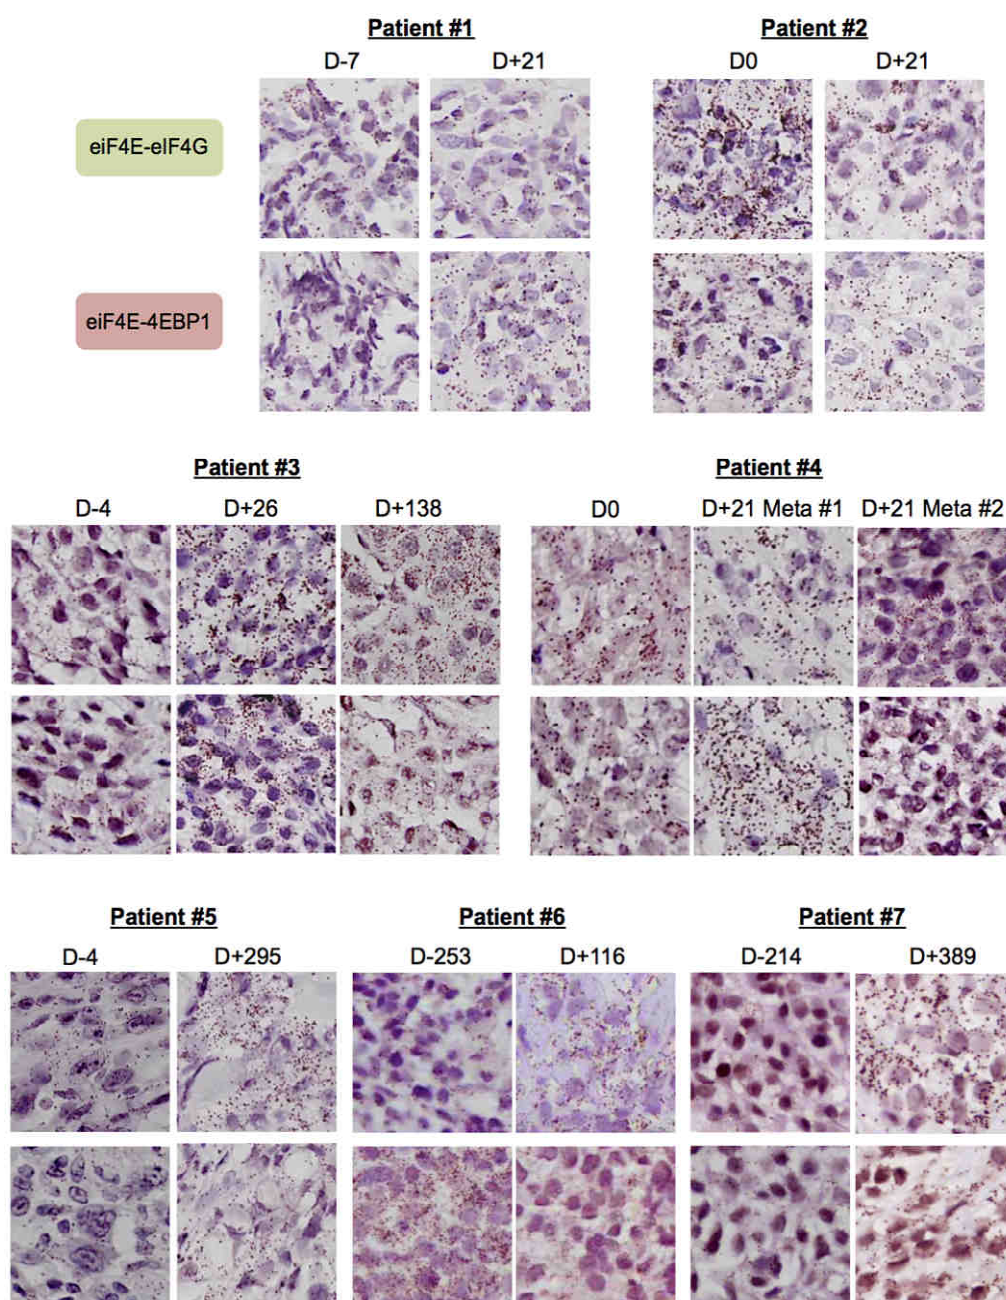 Patient #1 Patient #2
D-7 D+21 D0 D+21
eiF4E-eIF4G
eiF4E-4EBP1
Patient #3 Patient #4
D-4 D+26 D+138 D0 D+21 Meta #1 D+21 Meta #2
Patient #5 Patient #6 Patient #7
D-4 D+295 D-253 D+116 D-214 D+389